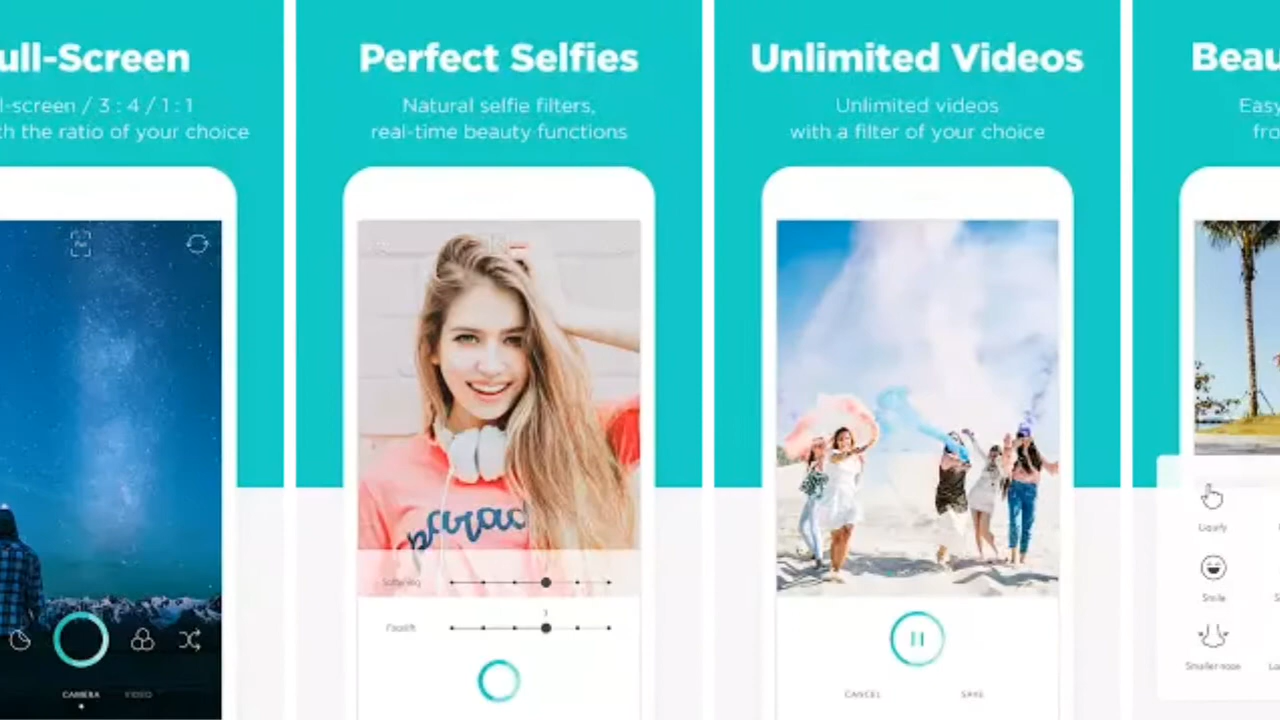 ull-Screen
l-screen / 3 : 4 / 1 : 1
th the ratio of your choice
CAMERA
VIDEO
Perfect Selfies
Natural selfie filters,
real-time beauty functions
Softening
3
Facelift
Unlimited Videos
Unlimited videos
with a filter of your choice
CANCEL
SAVE
Beau
Easy
fro
Liquify
Smile
Smaller nose